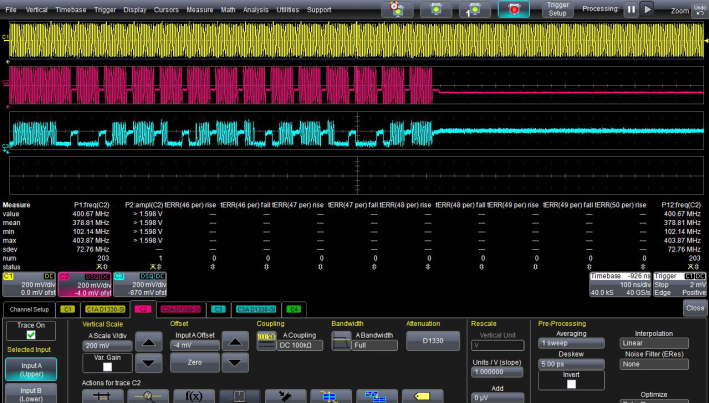 File Vertical Timebase Trigger Display Cursors Measure Math Analysis Utilities Support
Trigger Setup
Processing:
Zoom
Undo
C1
C2
C3
Measure P1:freq(C2) P2:ampl(C2) tERR(46 per) rise tERR(46 per) fall tERR(47 per) rise tERR(47 per) fall tERR(48 per) rise tERR(48 per) fall tERR(49 per) rise tERR(49 per) fall tERR(50 per) rise P12:freq(C2)
value 400.67 MHz > 1.598 V --- --- --- --- --- --- --- --- --- 400.67 MHz
mean 378.81 MHz > 1.598 V --- --- --- --- --- --- --- --- --- 378.81 MHz
min 102.14 MHz > 1.598 V --- --- --- --- --- --- --- --- --- 102.14 MHz
max 403.87 MHz > 1.598 V --- --- --- --- --- --- --- --- --- 403.87 MHz
sdev 72.76 MHz --- --- --- --- --- --- --- --- --- --- 72.76 MHz
num 203 1 0 0 0 0 0 0 0 0 0 203
status
C1 DC
200 mV/div
0.0 mV ofst
C2 DSQ DC
200 mV/div
-4.0 mV ofst
C3 DSQ DC
200 mV/div
-870 mV ofst
Timebase -926 ns
100 ns/div
40.0 kS 40 GS/s
Trigger C1 DC
Stop 2 mV
Edge Positive
Channel Setup C1 C1A D1330-SI C2 C2A D1330-SI C3 C3A D1330-SI C4
Close
Trace On
Selected Input
Input A
(Upper)
Input B
(Lower)
Vertical Scale
A Scale V/div
200 mV
Var. Gain
Offset
Input A Offset
-4 mV
Zero
Coupling
A Coupling
DC 100kΩ
Bandwidth
A Bandwidth
Full
Attenuation
D1330
Actions for trace C2
f(x)
Rescale
Vertical Unit
V
Units / V (slope)
1.000000
Add
0 µV
Pre-Processing
Averaging
1 sweep
Deskew
5.00 ps
Invert
Interpolation
Linear
Noise Filter (ERes)
None
Optimize